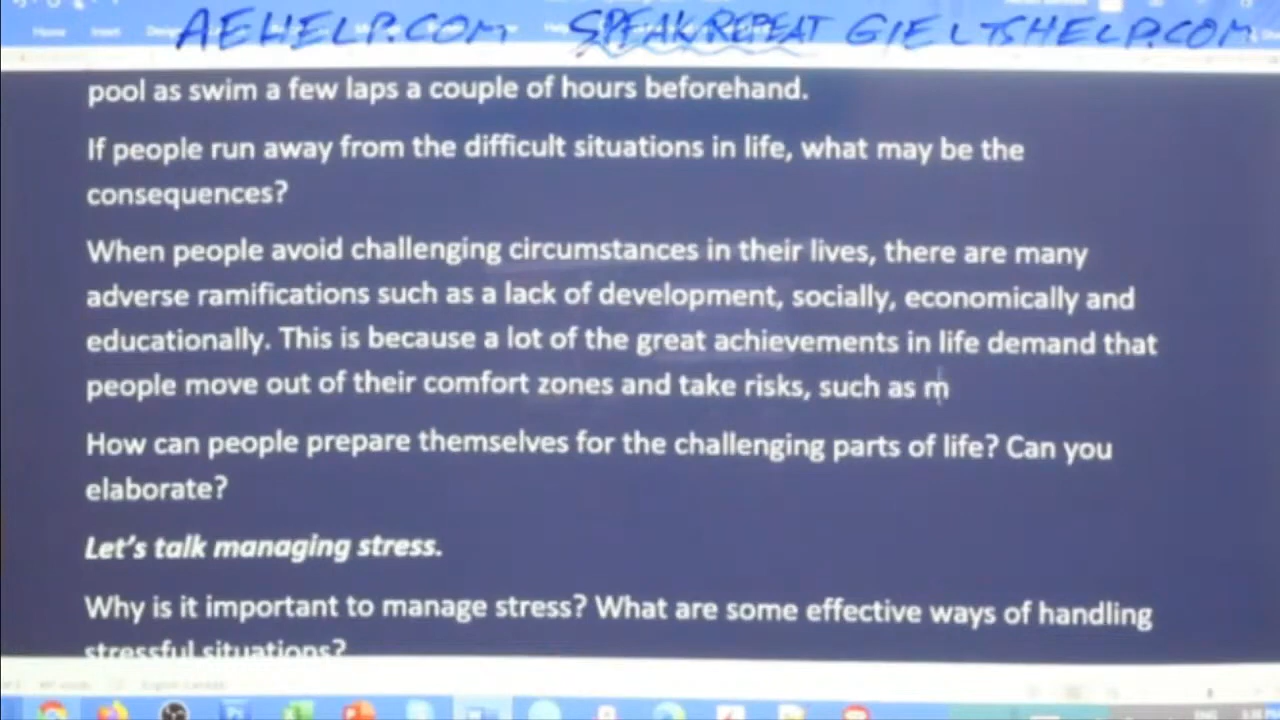 AEHELP.COM SPEAK REPEAT GIELTSHELP.COM
pool as swim a few laps a couple of hours beforehand.
If people run away from the difficult situations in life, what may be the
consequences?
When people avoid challenging circumstances in their lives, there are many
adverse ramifications such as a lack of development, socially, economically and
educationally. This is because a lot of the great achievements in life demand that
people move out of their comfort zones and take risks, such as m
How can people prepare themselves for the challenging parts of life? Can you
elaborate?
Let's talk managing stress.
Why is it important to manage stress? What are some effective ways of handling
stressful situations?